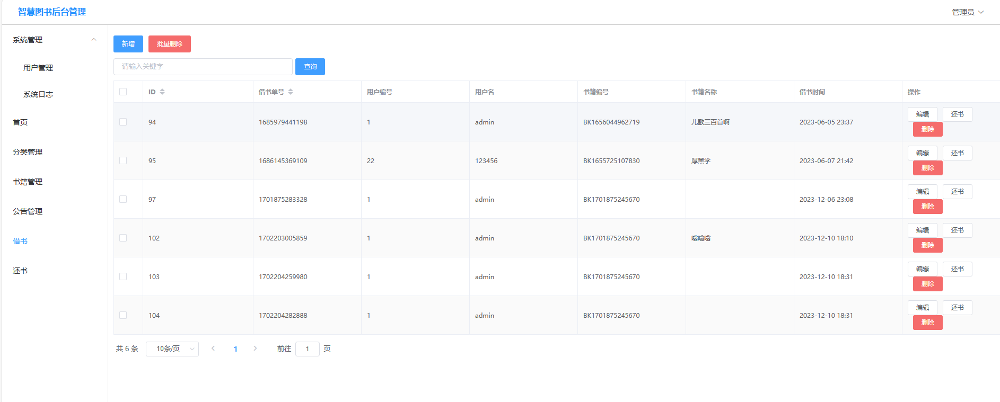 智慧图书后台管理
管理员
系统管理
用户管理
系统日志
首页
分类管理
书籍管理
公告管理
借书
还书
新增 批量删除
请输入关键字 查询
ID 借书单号 用户编号 用户名 书籍编号 书籍名称 借书时间 操作
94 1685979441198 1 admin BK1656044962719 儿歌三百首啊 2023-06-05 23:37 编辑 还书
删除
95 1686145369109 22 123456 BK1655725107830 厚黑学 2023-06-07 21:42 编辑 还书
删除
97 1701875283328 1 admin BK1701875245670 2023-12-06 23:08 编辑 还书
删除
102 1702203005859 1 admin BK1701875245670 嗡嗡嗡 2023-12-10 18:10 编辑 还书
删除
103 1702204259980 1 admin BK1701875245670 2023-12-10 18:31 编辑 还书
删除
104 1702204282888 1 admin BK1701875245670 2023-12-10 18:31 编辑 还书
删除
共 6 条 10条/页 1 前往 1 页